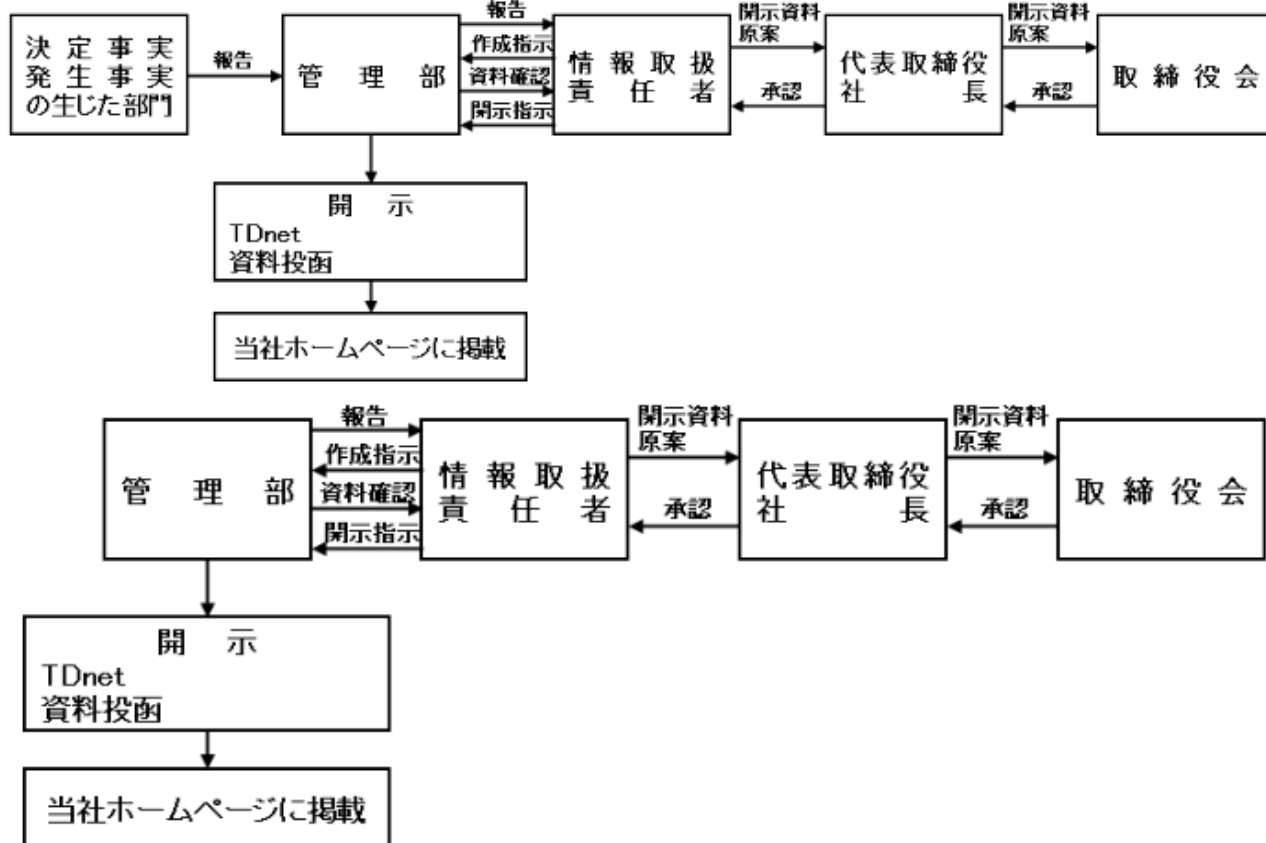 決定事実
発生事実
の生じた部門
報告
管理部
報告
作成指示
資料確認
開示指示
情報取扱
責任者
開示資料
原案
承認
代表取締役
社長
開示資料
原案
承認
取締役会
開示
TDnet
資料投函
当社ホームページに掲載
管理部
報告
作成指示
資料確認
開示指示
情報取扱
責任者
開示資料
原案
承認
代表取締役
社長
開示資料
原案
承認
取締役会
開示
TDnet
資料投函
当社ホームページに掲載